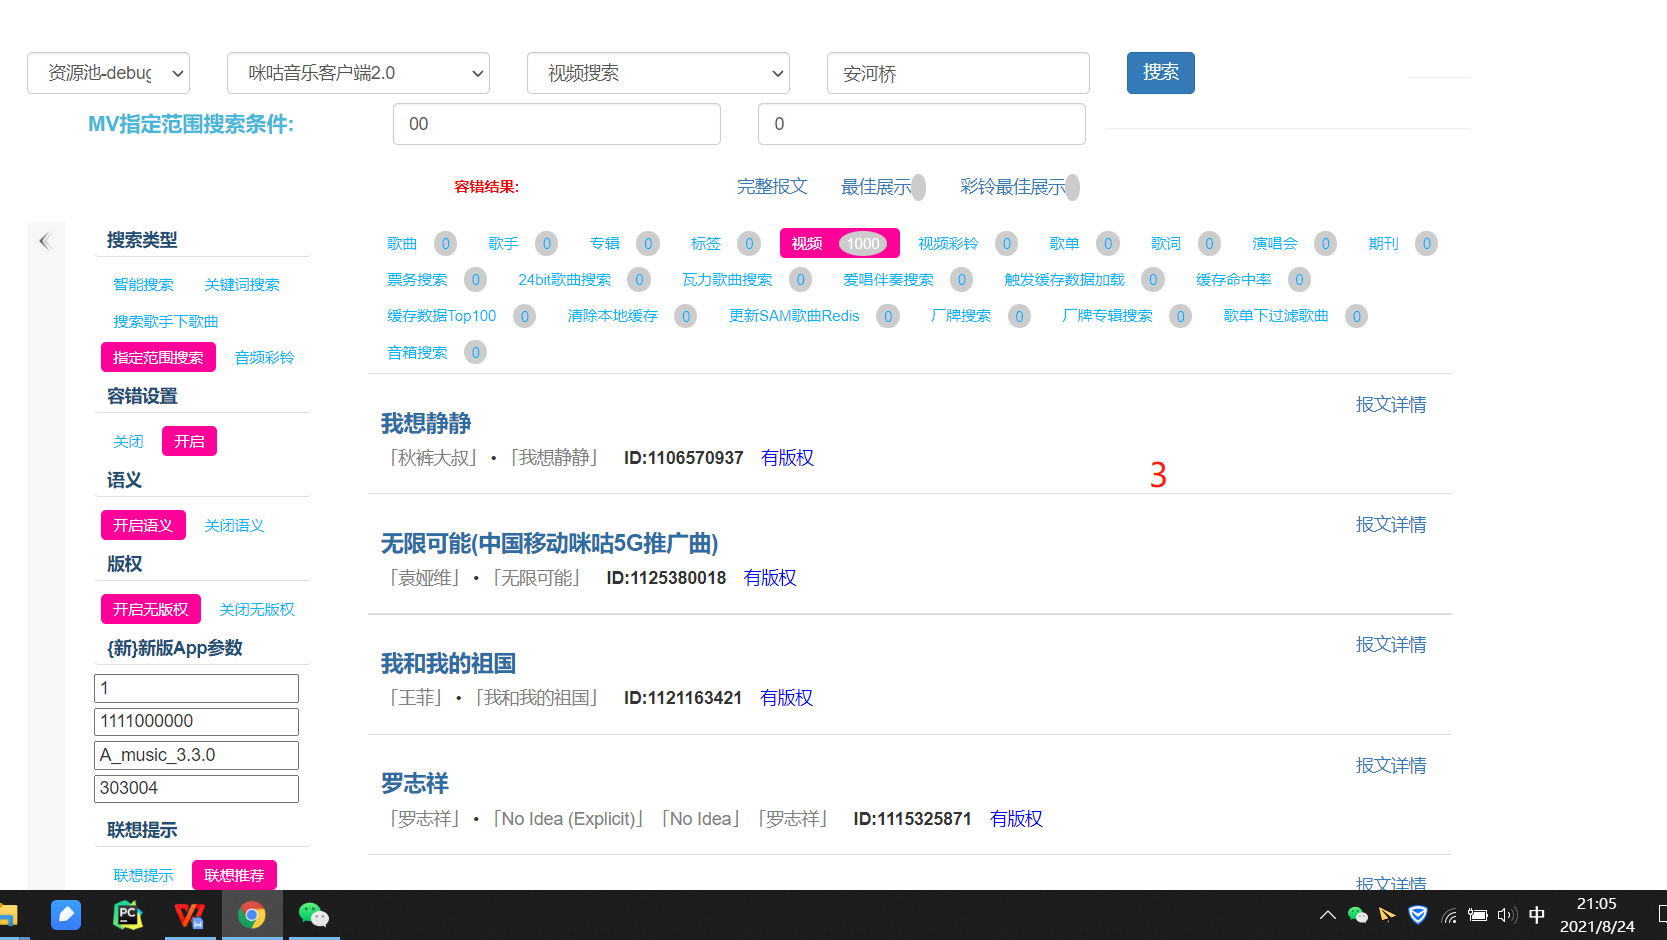 资源池-debug 咪咕音乐客户端2.0 视频搜索 安河桥 搜索
MV指定范围搜索条件: 00 0
容错结果: 完整报文 最佳展示 彩铃最佳展示
搜索类型
智能搜索 关键词搜索
搜索歌手下歌曲
指定范围搜索 音频彩铃
容错设置
关闭 开启
语义
开启语义 关闭语义
版权
开启无版权 关闭无版权
{新}新版App参数
1
1111000000
A_music_3.3.0
303004
联想提示
联想提示 联想推荐
歌曲 0 歌手 0 专辑 0 标签 0 视频 1000 视频彩铃 0 歌单 0 歌词 0 演唱会 0 期刊 0
票务搜索 0 24bit歌曲搜索 0 瓦力歌曲搜索 0 爱唱伴奏搜索 0 触发缓存数据加载 0 缓存命中率 0
缓存数据Top100 0 清除本地缓存 0 更新SAM歌曲Redis 0 厂牌搜索 0 厂牌专辑搜索 0 歌单下过滤歌曲 0
音箱搜索 0
报文详情
我想静静
「秋裤大叔」 • 「我想静静」 ID:1106570937 有版权
3
报文详情
无限可能(中国移动咪咕5G推广曲)
「袁娅维」 • 「无限可能」 ID:1125380018 有版权
报文详情
我和我的祖国
「王菲」 • 「我和我的祖国」 ID:1121163421 有版权
报文详情
罗志祥
「罗志祥」 • 「No Idea (Explicit)」 「No Idea」 「罗志祥」 ID:1115325871 有版权
报文详情
PC W 中 21:05
2021/8/24